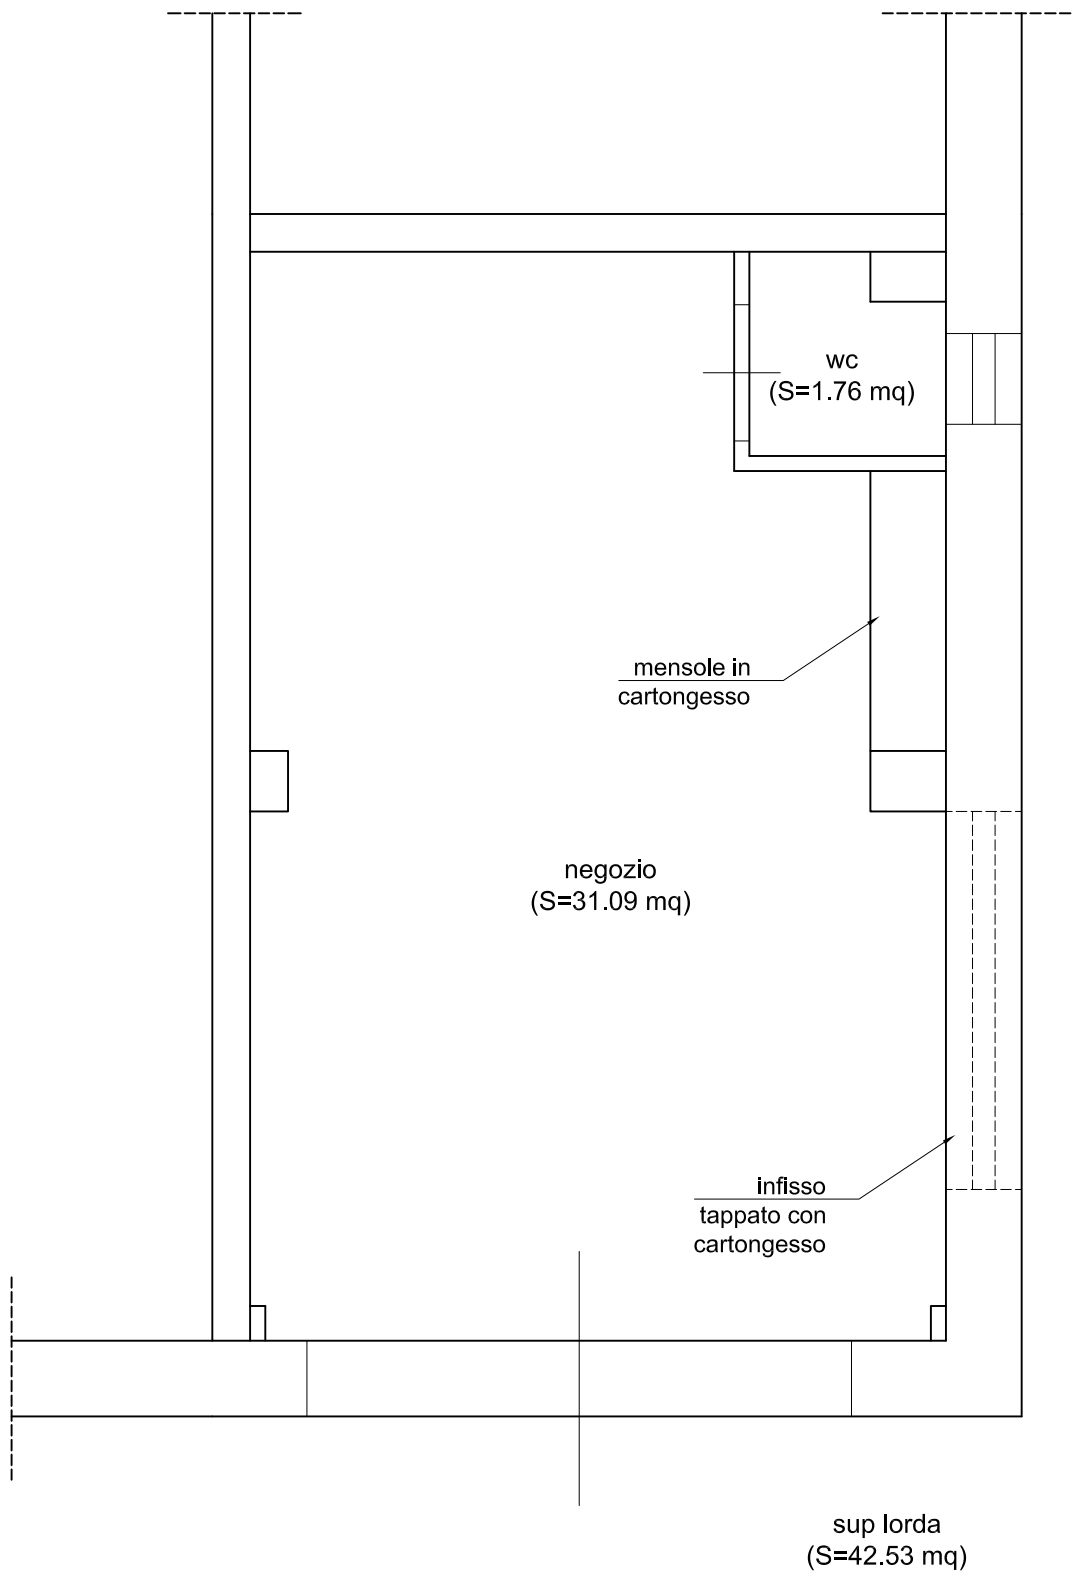 wc
(S=1.76 mq)
mensole in
cartongesso
negozio
(S=31.09 mq)
infisso
tappato con
cartongesso
sup lorda
(S=42.53 mq)